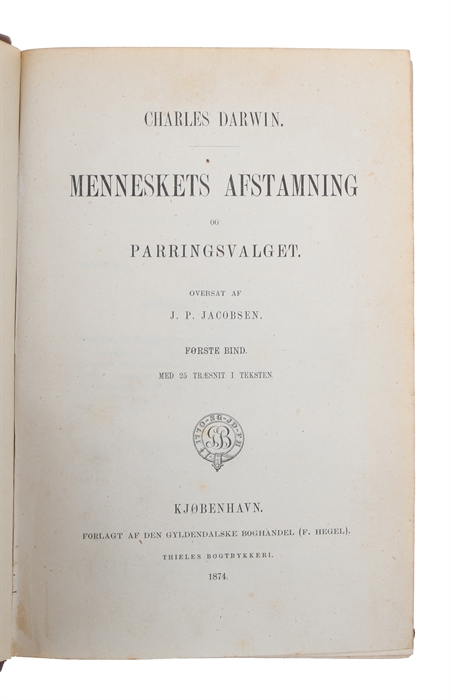 CHARLES DARWIN.
MENNESKETS AFSTAMNING
OG
PARRINGSVALGET.
OVERSAT AF
J. P. JACOBSEN.
FØRSTE BIND.
MED 25 TRÆSNIT I TEKSTEN.
KJØBENHAVN.
FORLAGT AF DEN GYLDENDALSKE BOGHANDEL (F. HEGEL).
THIELES BOGTRYKKERI.
1874.